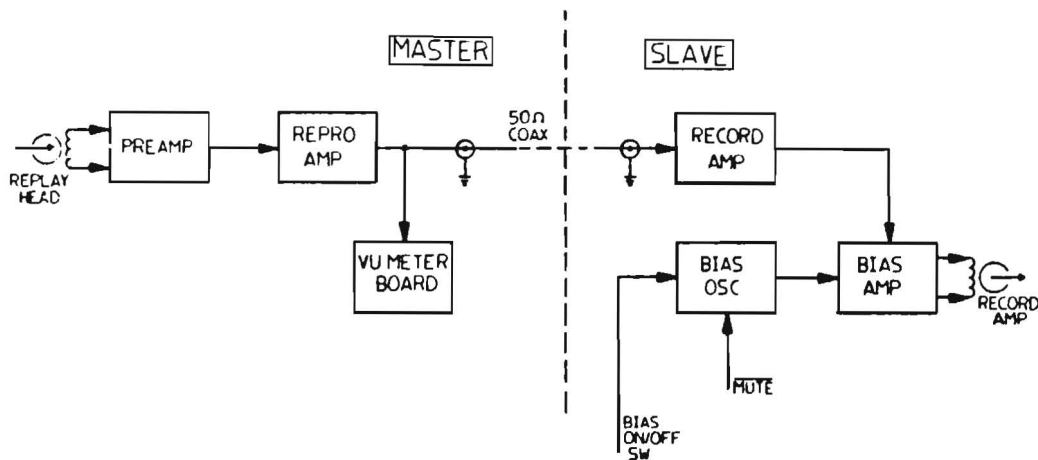 MASTER
SLAVE
50Ω
COAX
PREAMP
REPRO
AMP
RECORD
AMP
REPLAY
HEAD
VU METER
BOARD
BIAS
OSC
BIAS
AMP
RECORD
AMP
MUTE
BIAS
ON/OFF
SW